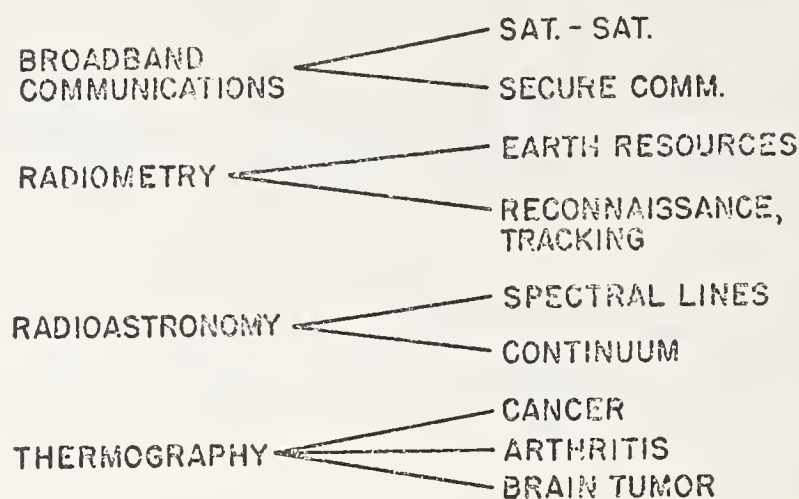 BROADBAND
COMMUNICATIONS
SAT. - SAT.
SECURE COMM.
RADIOMETRY
EARTH RESOURCES
RECONNAISSANCE,
TRACKING
RADIOASTRONOMY
SPECTRAL LINES
CONTINUUM
THERMOGRAPHY
CANCER
ARTHRITIS
BRAIN TUMOR